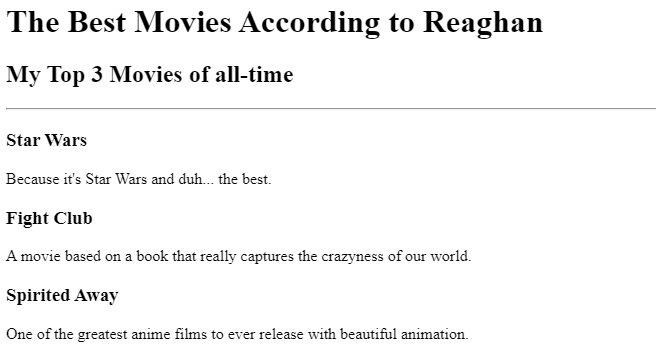 The Best Movies According to Reaghan
My Top 3 Movies of all-time
Star Wars
Because it's Star Wars and duh... the best.
Fight Club
A movie based on a book that really captures the crazyness of our world.
Spirited Away
One of the greatest anime films to ever release with beautiful animation.